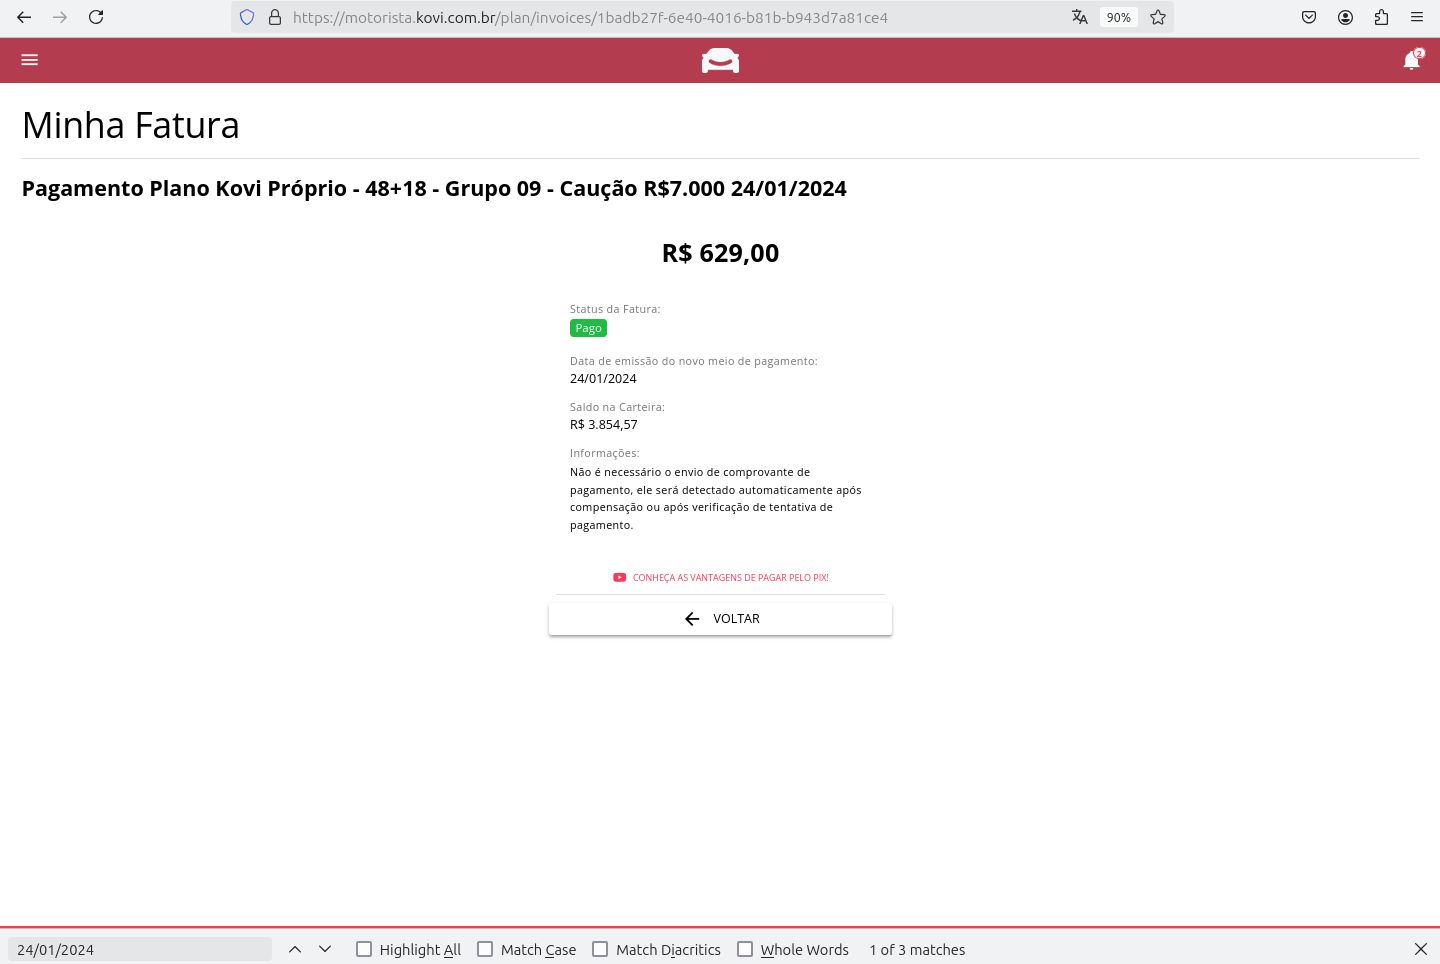 https://motorista.kovi.com.br/plan/invoices/1badb27f-6e40-4016-b81b-b943d7a81ce4
90%
2
Minha Fatura
Pagamento Plano Kovi Próprio - 48+18 - Grupo 09 - Caução R$7.000 24/01/2024
R$ 629,00
Status da Fatura:
Pago
Data de emissão do novo meio de pagamento:
24/01/2024
Saldo na Carteira:
R$ 3.854,57
Informações:
Não é necessário o envio de comprovante de
pagamento, ele será detectado automaticamente após
compensação ou após verificação de tentativa de
pagamento.
CONHEÇA AS VANTAGENS DE PAGAR PELO PIX!
VOLTAR
24/01/2024 Highlight All Match Case Match Diacritics Whole Words 1 of 3 matches